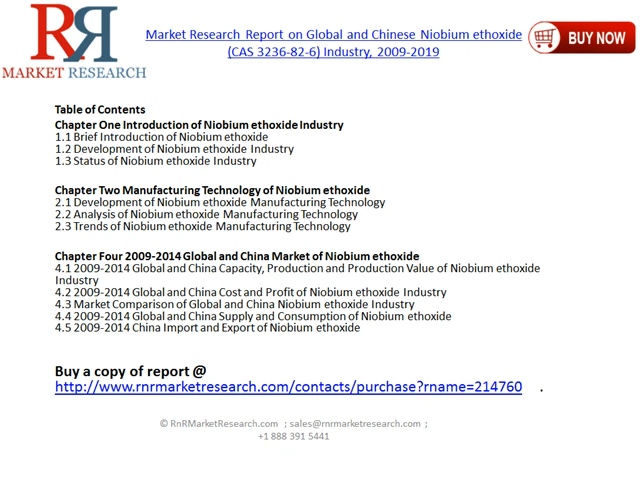 RR
MARKET RESEARCH
Market Research Report on Global and Chinese Niobium ethoxide
(CAS 3236-82-6) Industry, 2009-2019
BUY NOW
Table of Contents
Chapter One Introduction of Niobium ethoxide Industry
1.1 Brief Introduction of Niobium ethoxide
1.2 Development of Niobium ethoxide Industry
1.3 Status of Niobium ethoxide Industry
Chapter Two Manufacturing Technology of Niobium ethoxide
2.1 Development of Niobium ethoxide Manufacturing Technology
2.2 Analysis of Niobium ethoxide Manufacturing Technology
2.3 Trends of Niobium ethoxide Manufacturing Technology
Chapter Four 2009-2014 Global and China Market of Niobium ethoxide
4.1 2009-2014 Global and China Capacity, Production and Production Value of Niobium ethoxide
Industry
4.2 2009-2014 Global and China Cost and Profit of Niobium ethoxide Industry
4.3 Market Comparison of Global and China Niobium ethoxide Industry
4.4 2009-2014 Global and China Supply and Consumption of Niobium ethoxide
4.5 2009-2014 China Import and Export of Niobium ethoxide
Buy a copy of report @
http://www.rnrmarketresearch.com/contacts/purchase?rname=214760 .
© RnRMarketResearch.com ; sales@rnrmarketresearch.com ;
+1 888 391 5441